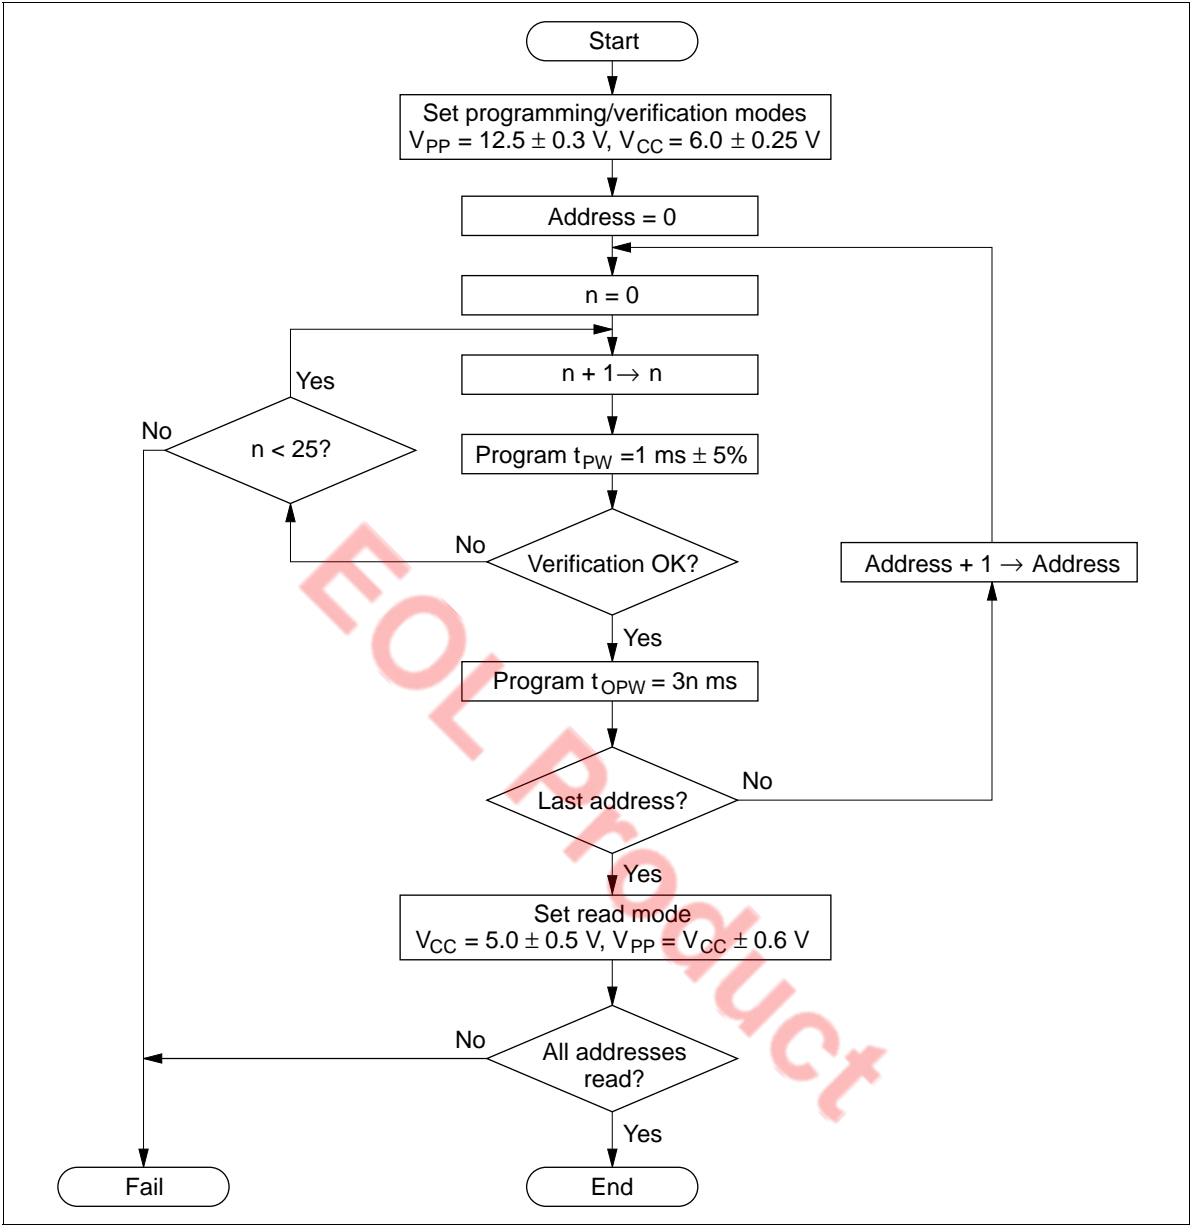 Start
Set programming/verification modes
VPP = 12.5 ± 0.3 V, VCC = 6.0 ± 0.25 V
Address = 0
n = 0
n + 1→ n
Yes
No
n < 25?
Program tPW =1 ms ± 5%
No
Verification OK?
Address + 1 → Address
Yes
Program tOPW = 3n ms
No
Last address?
Yes
Set read mode
VCC = 5.0 ± 0.5 V, VPP = VCC ± 0.6 V
No
All addresses
read?
Yes
Fail
End
EOL Product